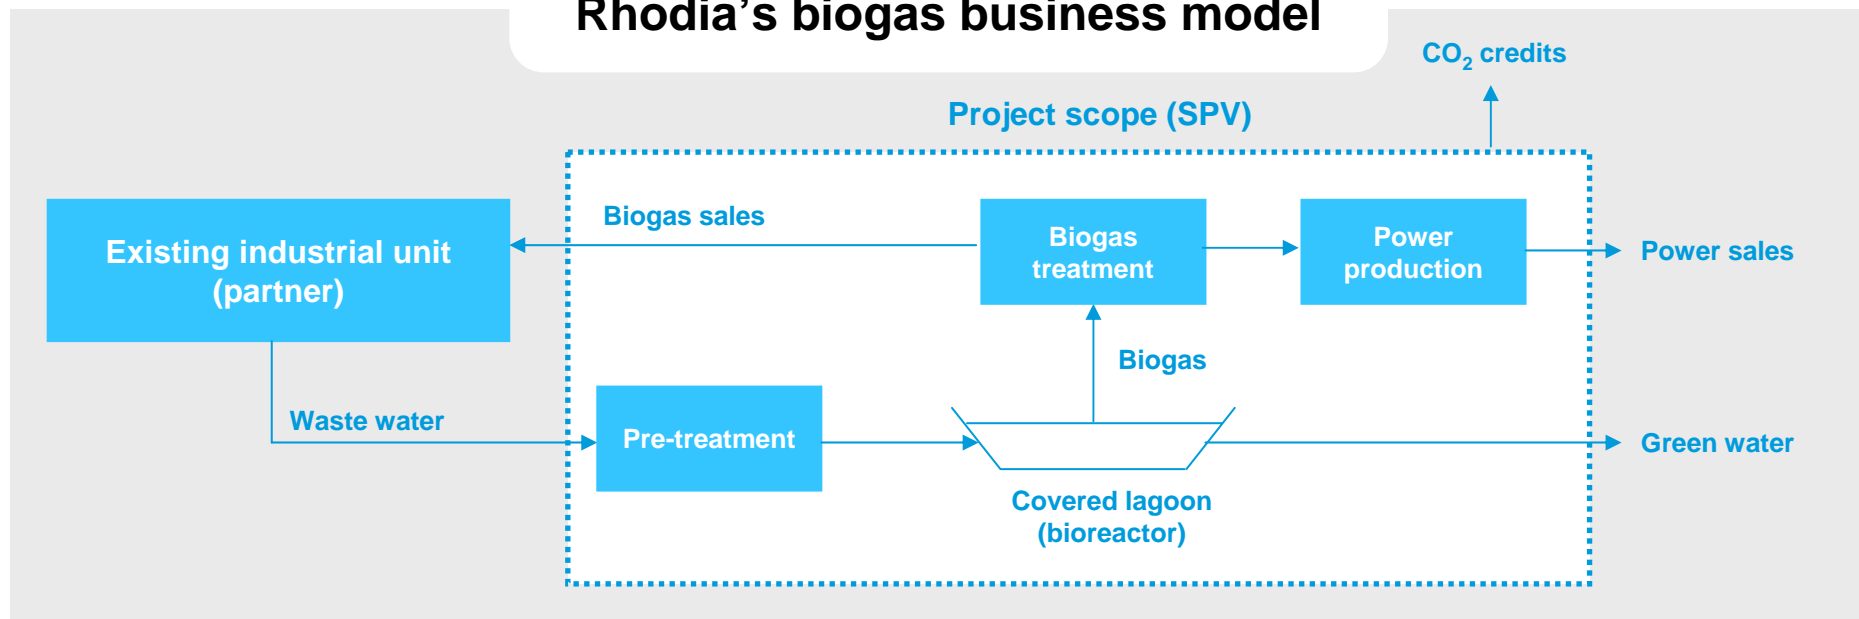 Rhodia's biogas business model
CO₂ credits
Project scope (SPV)
Existing industrial unit
(partner)
Biogas sales
Biogas
treatment
Power
production
Power sales
Biogas
Waste water
Pre-treatment
Green water
Covered lagoon
(bioreactor)